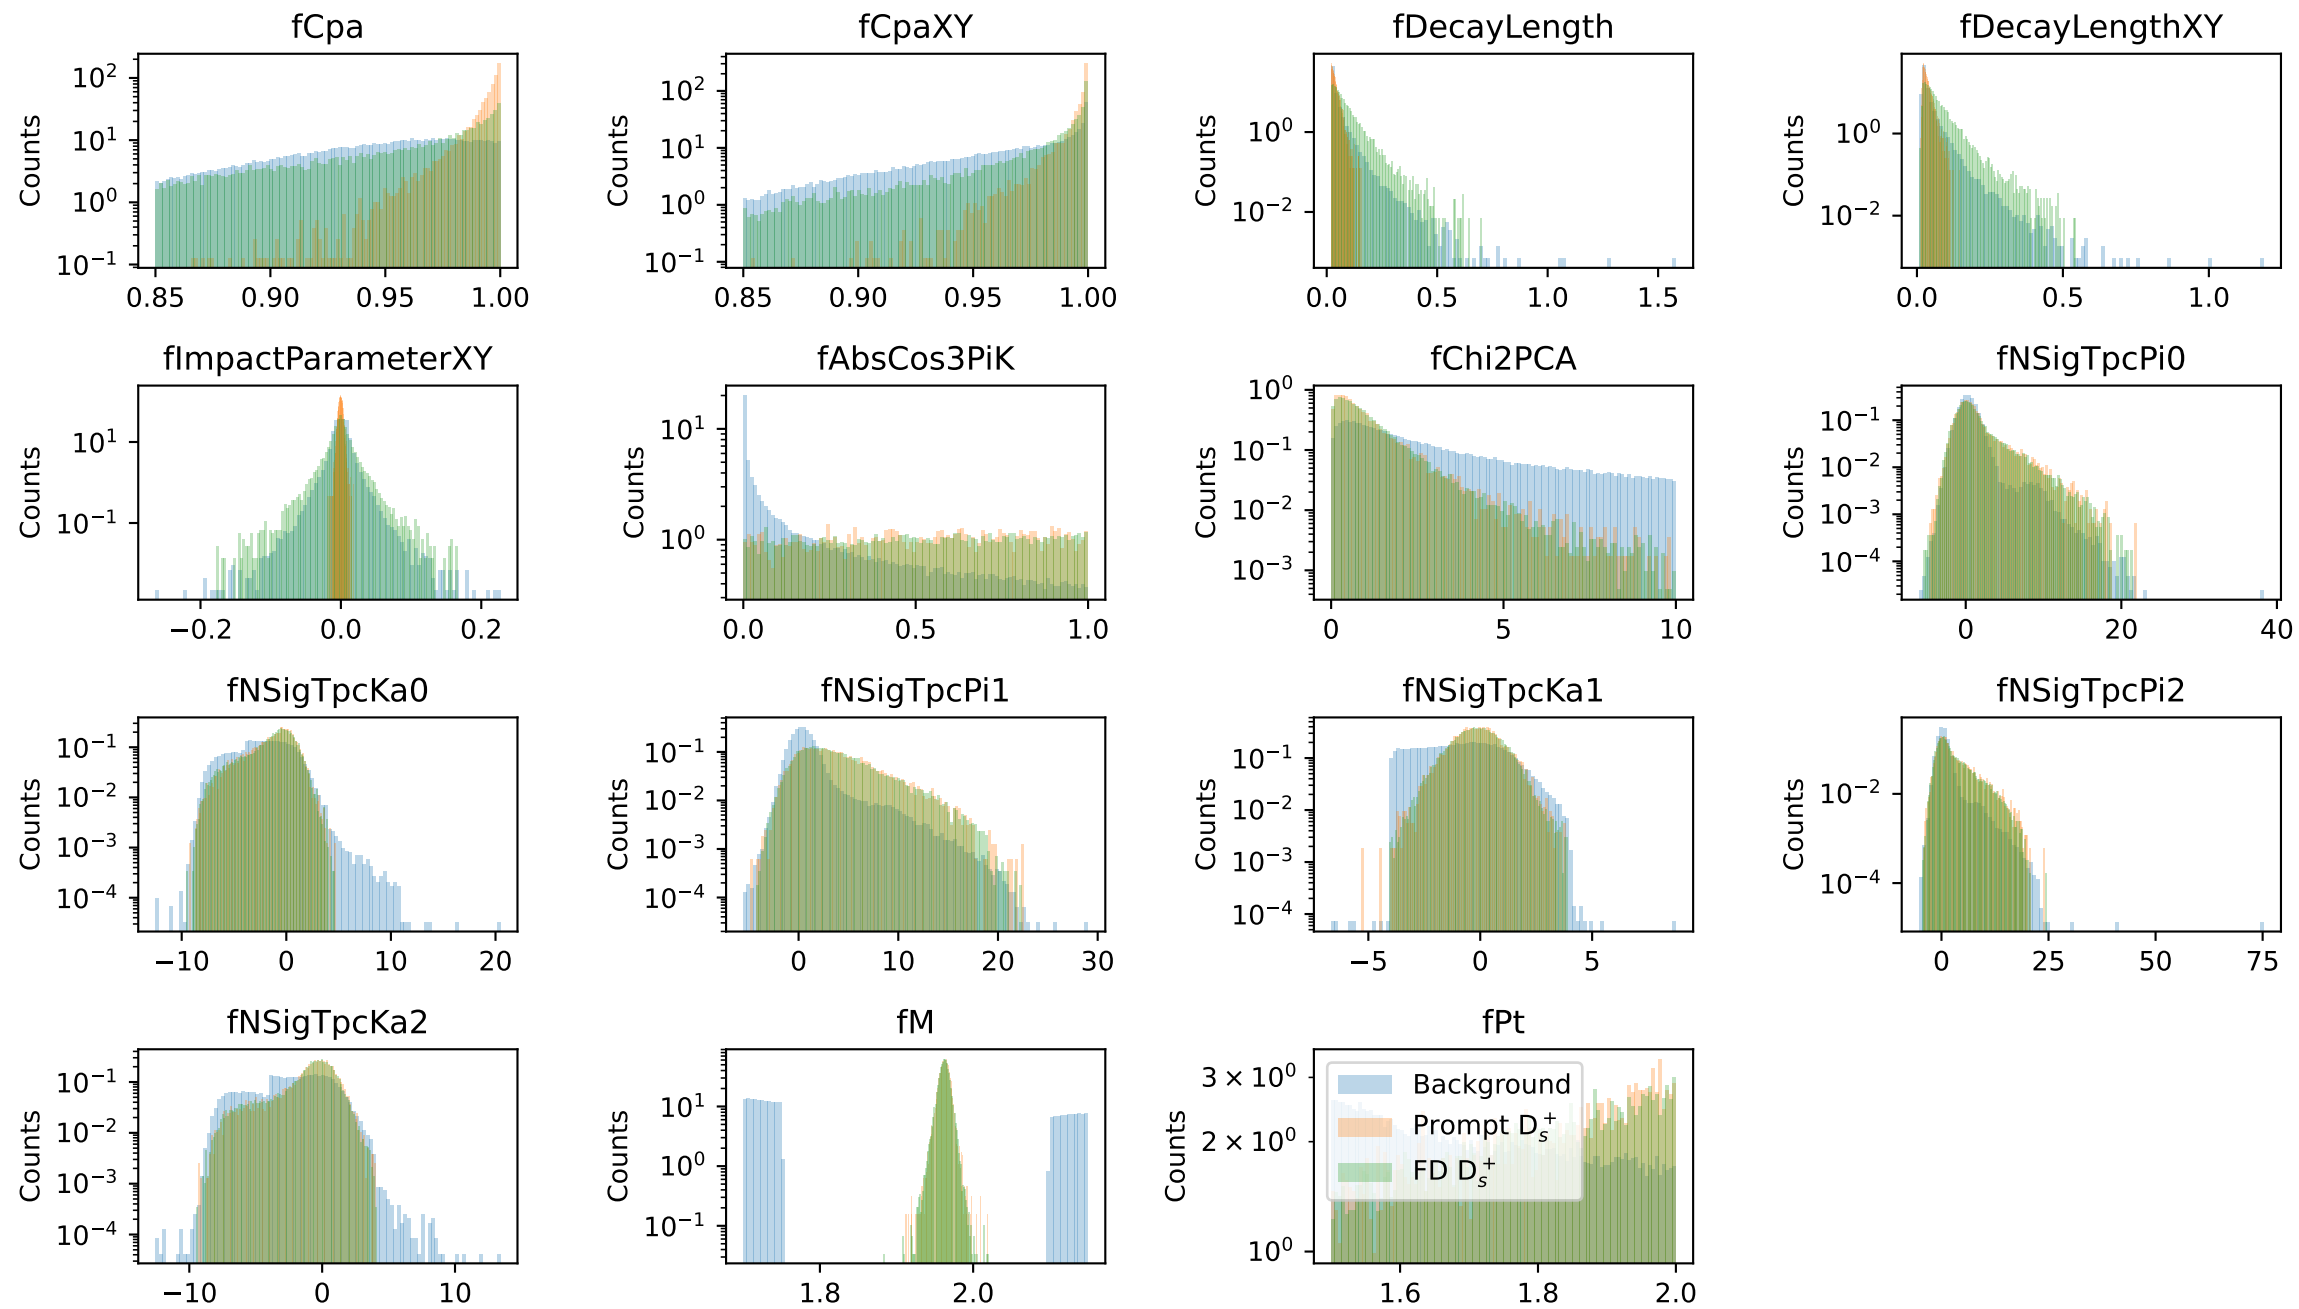 fCpa
fCpaXY
fDecayLength
fDecayLengthXY
Counts
10²
10¹
10⁰
10⁻¹
0.85 0.90 0.95 1.00
Counts
10²
10¹
10⁰
10⁻¹
0.85 0.90 0.95 1.00
Counts
10⁰
10⁻²
0.0 0.5 1.0 1.5
Counts
10⁰
10⁻²
0.0 0.5 1.0
fImpactParameterXY
fAbsCos3PiK
fChi2PCA
fNSigTpcPi0
Counts
10¹
10⁻¹
−0.2 0.0 0.2
Counts
10¹
10⁰
0.0 0.5 1.0
Counts
10⁰
10⁻¹
10⁻²
10⁻³
0 5 10
Counts
10⁻¹
10⁻²
10⁻³
10⁻⁴
0 20 40
fNSigTpcKa0
fNSigTpcPi1
fNSigTpcKa1
fNSigTpcPi2
Counts
10⁻¹
10⁻²
10⁻³
10⁻⁴
−10 0 10 20
Counts
10⁻¹
10⁻²
10⁻³
10⁻⁴
0 10 20 30
Counts
10⁻¹
10⁻²
10⁻³
10⁻⁴
−5 0 5
Counts
10⁻²
10⁻⁴
0 25 50 75
fNSigTpcKa2
fM
fPt
Counts
10⁻¹
10⁻²
10⁻³
10⁻⁴
−10 0 10
Counts
10¹
10⁰
10⁻¹
1.8 2.0
Counts
3 × 10⁰
2 × 10⁰
10⁰
1.6 1.8 2.0
Background
Prompt Dₛ⁺
FD Dₛ⁺